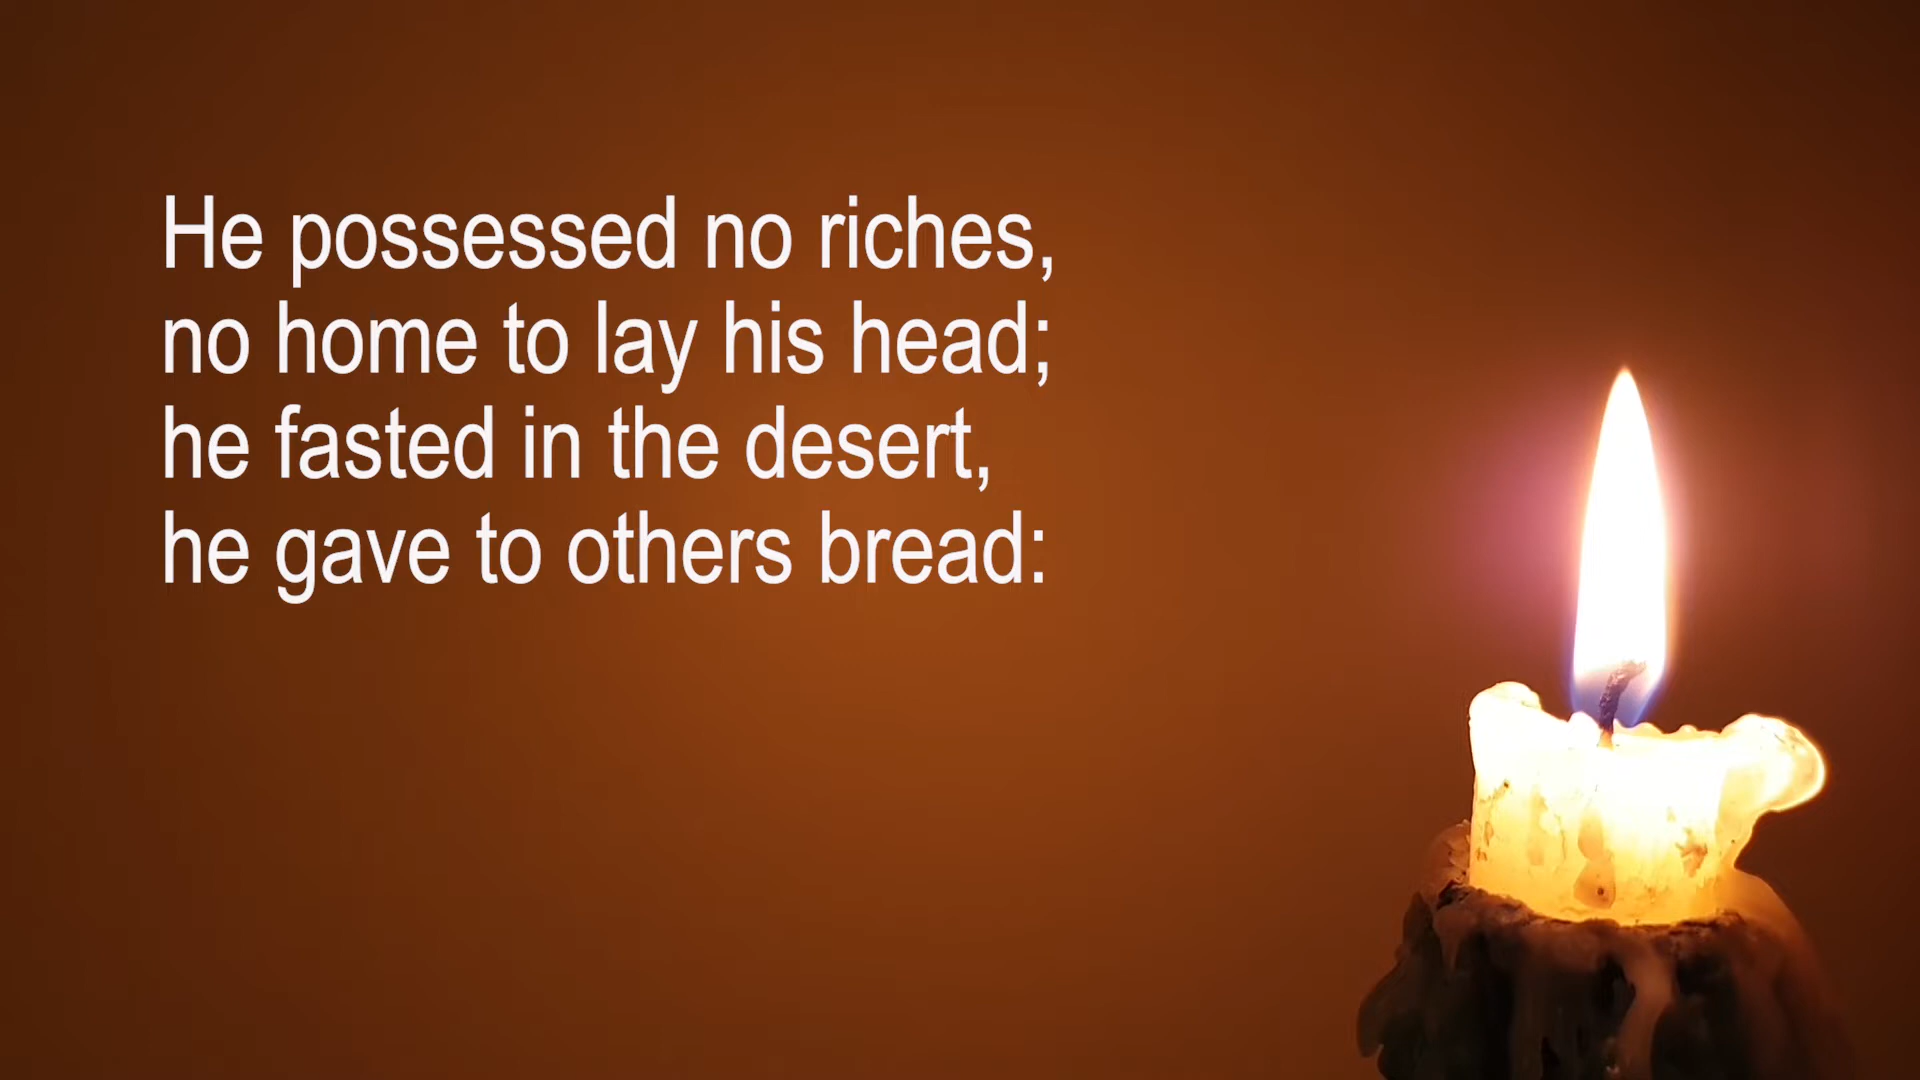 He possessed no riches,
no home to lay his head;
he fasted in the desert,
he gave to others bread: